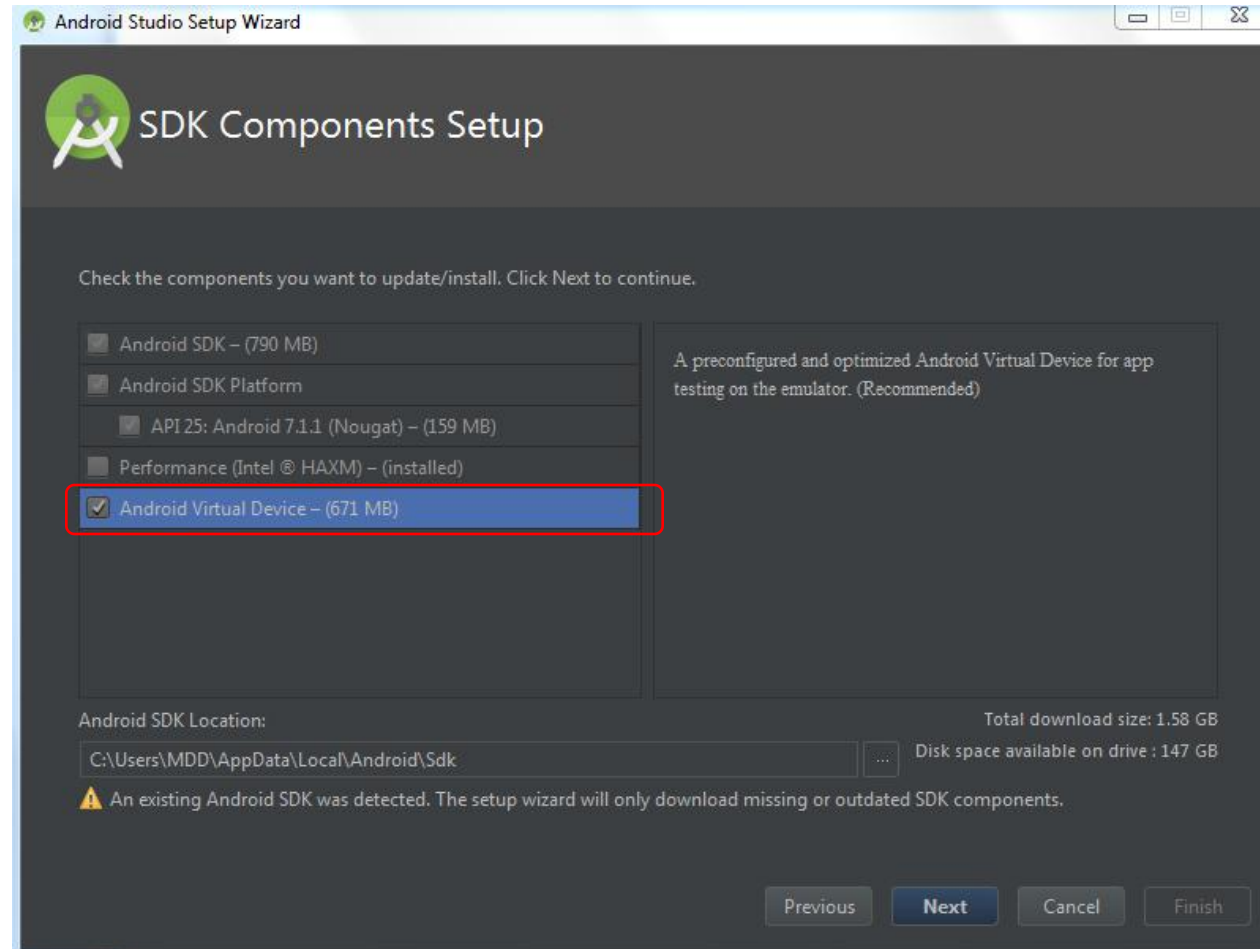 Android Studio Setup Wizard
SDK Components Setup
Check the components you want to update/install. Click Next to continue.
Android SDK – (790 MB)
Android SDK Platform
API 25: Android 7.1.1 (Nougat) – (159 MB)
Performance (Intel ® HAXM) – (installed)
Android Virtual Device – (671 MB)
A preconfigured and optimized Android Virtual Device for app
testing on the emulator. (Recommended)
Android SDK Location:
Total download size: 1.58 GB
C:\Users\MDD\AppData\Local\Android\Sdk
...
Disk space available on drive : 147 GB
An existing Android SDK was detected. The setup wizard will only download missing or outdated SDK components.
Previous
Next
Cancel
Finish